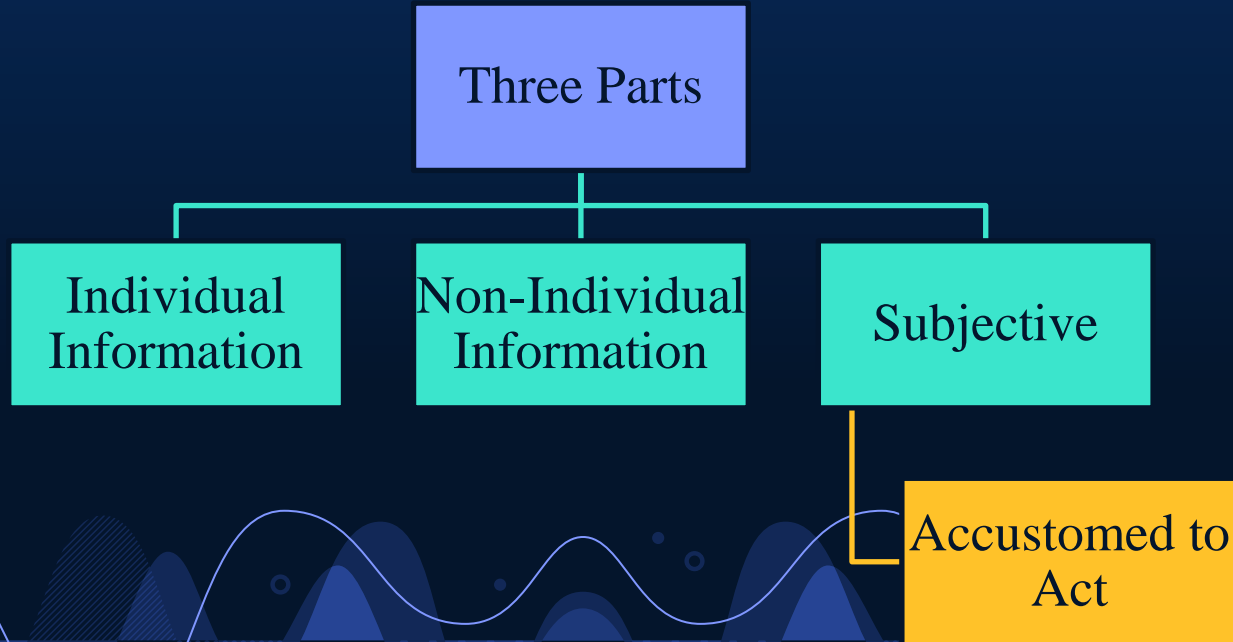 Three Parts
Individual
Information
Non-Individual
Information
Subjective
Accustomed to
Act